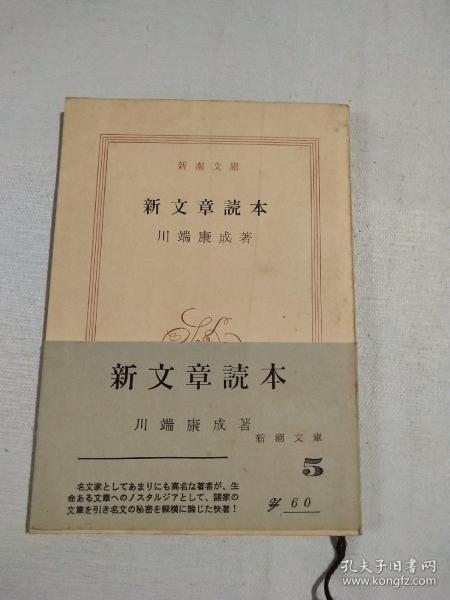 新潮文庫
新文章読本
川端康成著
新文章読本
川端康成著
新潮文庫
5
名文家としてあまりにも高名な著者が、生
命ある文章へのノスタルジアとして、諸家の
文章を引き名文の秘密を縦横に論じた快著!
60
孔夫子旧书网
www.kongfz.com